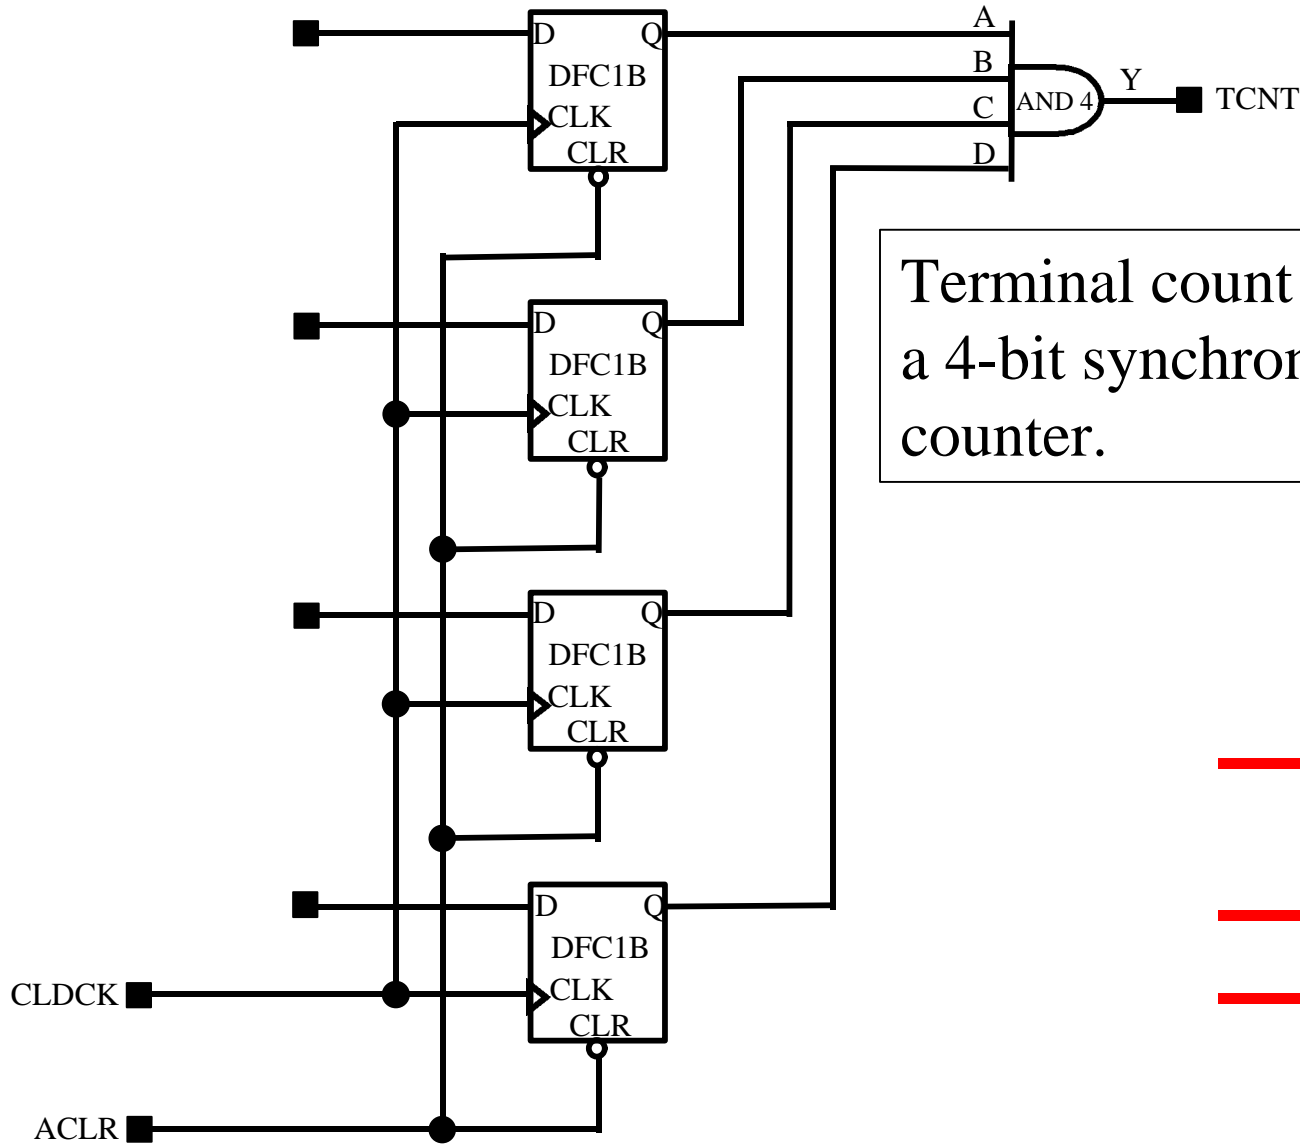 A
D Q
B
DFC1B
Y
AND 4
TCNT
C
CLK
CLR
D
Terminal count
a 4-bit
counter.
D Q
DFC1B
CLK
CLR
D Q
DFC1B
CLK
CLR
D Q
DFC1B
CLDCK
CLK
CLR
ACLR